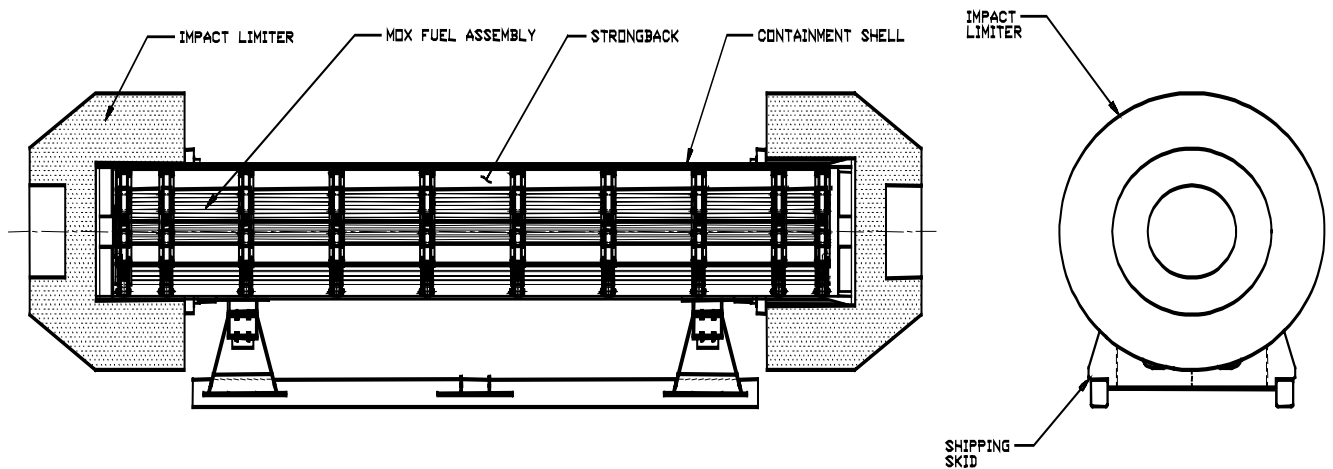 IMPACT LIMITER
MOX FUEL ASSEMBLY
STRONGBACK
CONTAINMENT SHELL
IMPACT
LIMITER
SHIPPING
SKID